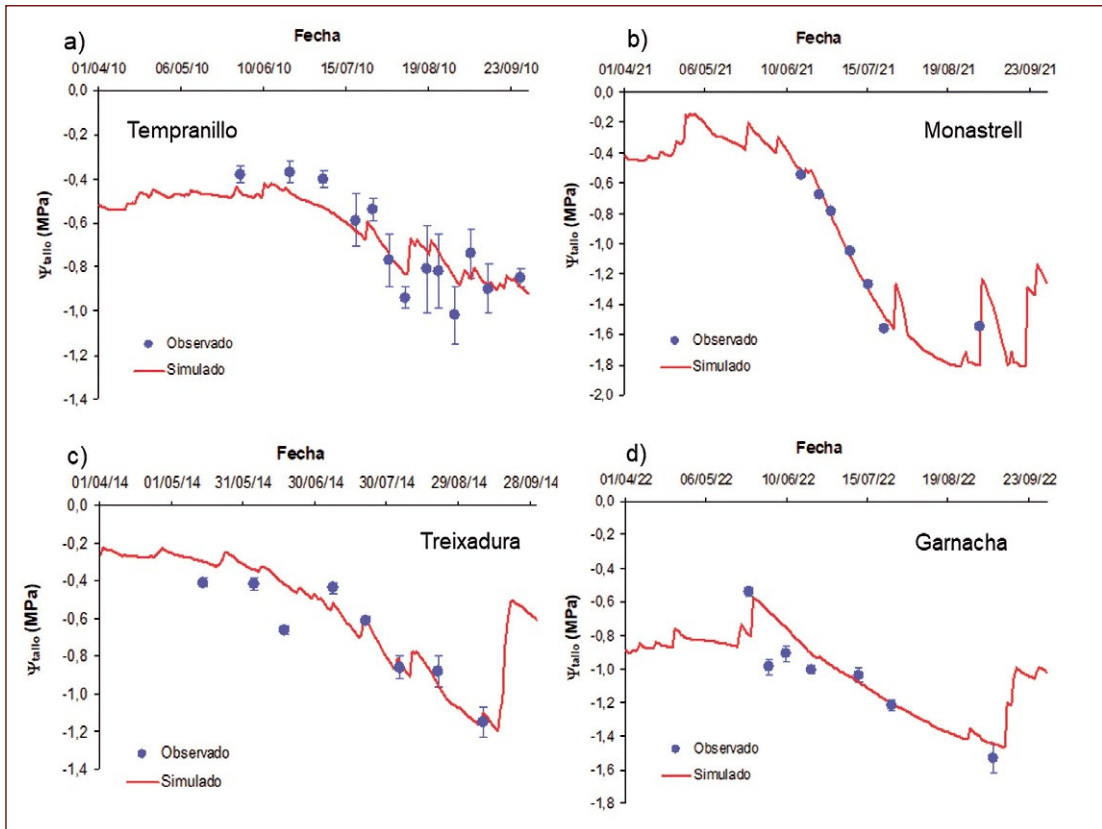 a)
Fecha
01/04/10 06/05/10 10/06/10 15/07/10 19/08/10 23/09/10
0,0
-0,2
-0,4
-0,6
-0,8
-1,0
-1,2
-1,4
Ψtallo (MPa)
Tempranillo
Observado
Simulado
b)
Fecha
01/04/21 06/05/21 10/06/21 15/07/21 19/08/21 23/09/21
0,0
-0,2
-0,4
-0,6
-0,8
-1,0
-1,2
-1,4
-1,6
-1,8
-2,0
Ψtallo (MPa)
Monastrell
Observado
Simulado
c)
Fecha
01/04/14 01/05/14 31/05/14 30/06/14 30/07/14 29/08/14 28/09/14
0,0
-0,2
-0,4
-0,6
-0,8
-1,0
-1,2
-1,4
Ψtallo (MPa)
Treixadura
Observado
Simulado
d)
Fecha
01/04/22 06/05/22 10/06/22 15/07/22 19/08/22 23/09/22
0,0
-0,2
-0,4
-0,6
-0,8
-1,0
-1,2
-1,4
-1,6
-1,8
Ψtallo (MPa)
Garnacha
Observado
Simulado